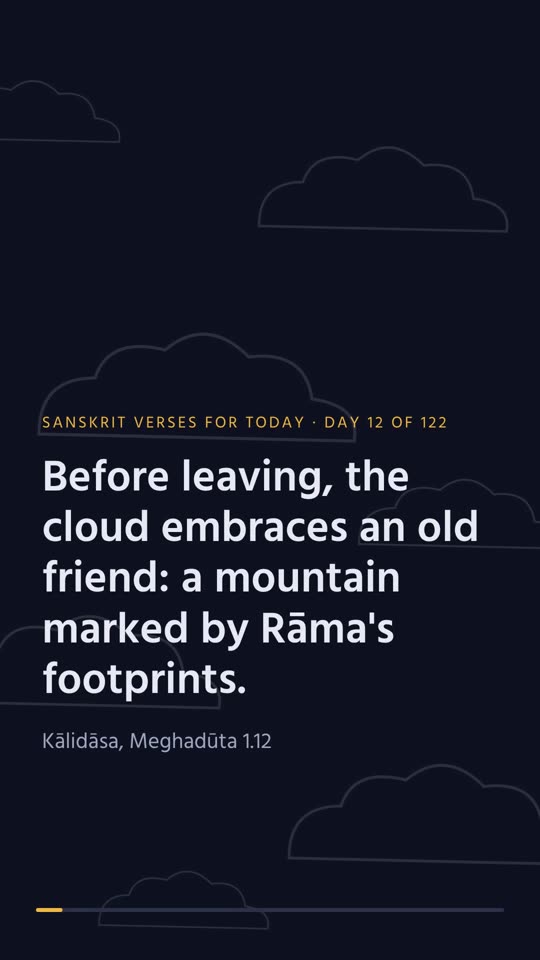 SANSKRIT VERSES FOR TODAY · DAY 12 OF 122
Before leaving, the
cloud embraces an old
friend: a mountain
marked by Rāma's
footprints.
Kālidāsa, Meghadūta 1.12